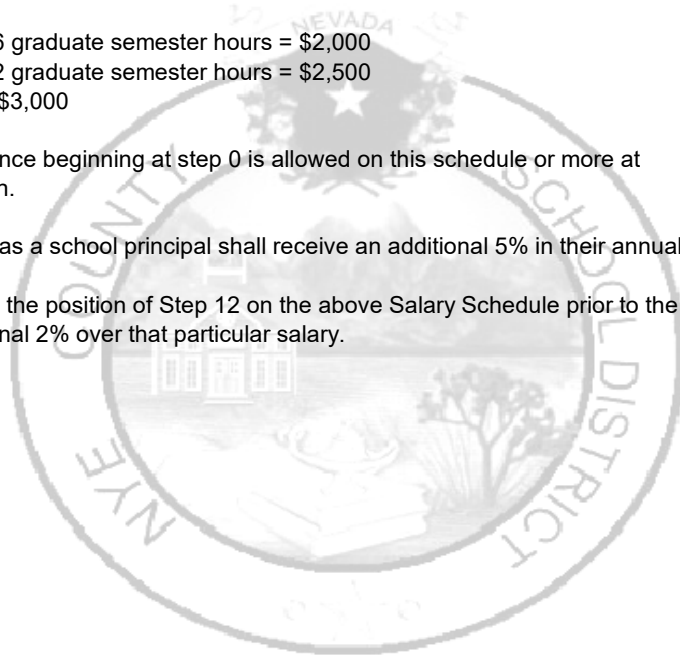 NEVADA
6 graduate semester hours = $2,000
2 graduate semester hours = $2,500
$3,000
nce beginning at step 0 is allowed on this schedule or more at
n.
as a school principal shall receive an additional 5% in their annual
the position of Step 12 on the above Salary Schedule prior to the
nal 2% over that particular salary.
NYE COUNTY SCHOOL DISTRICT